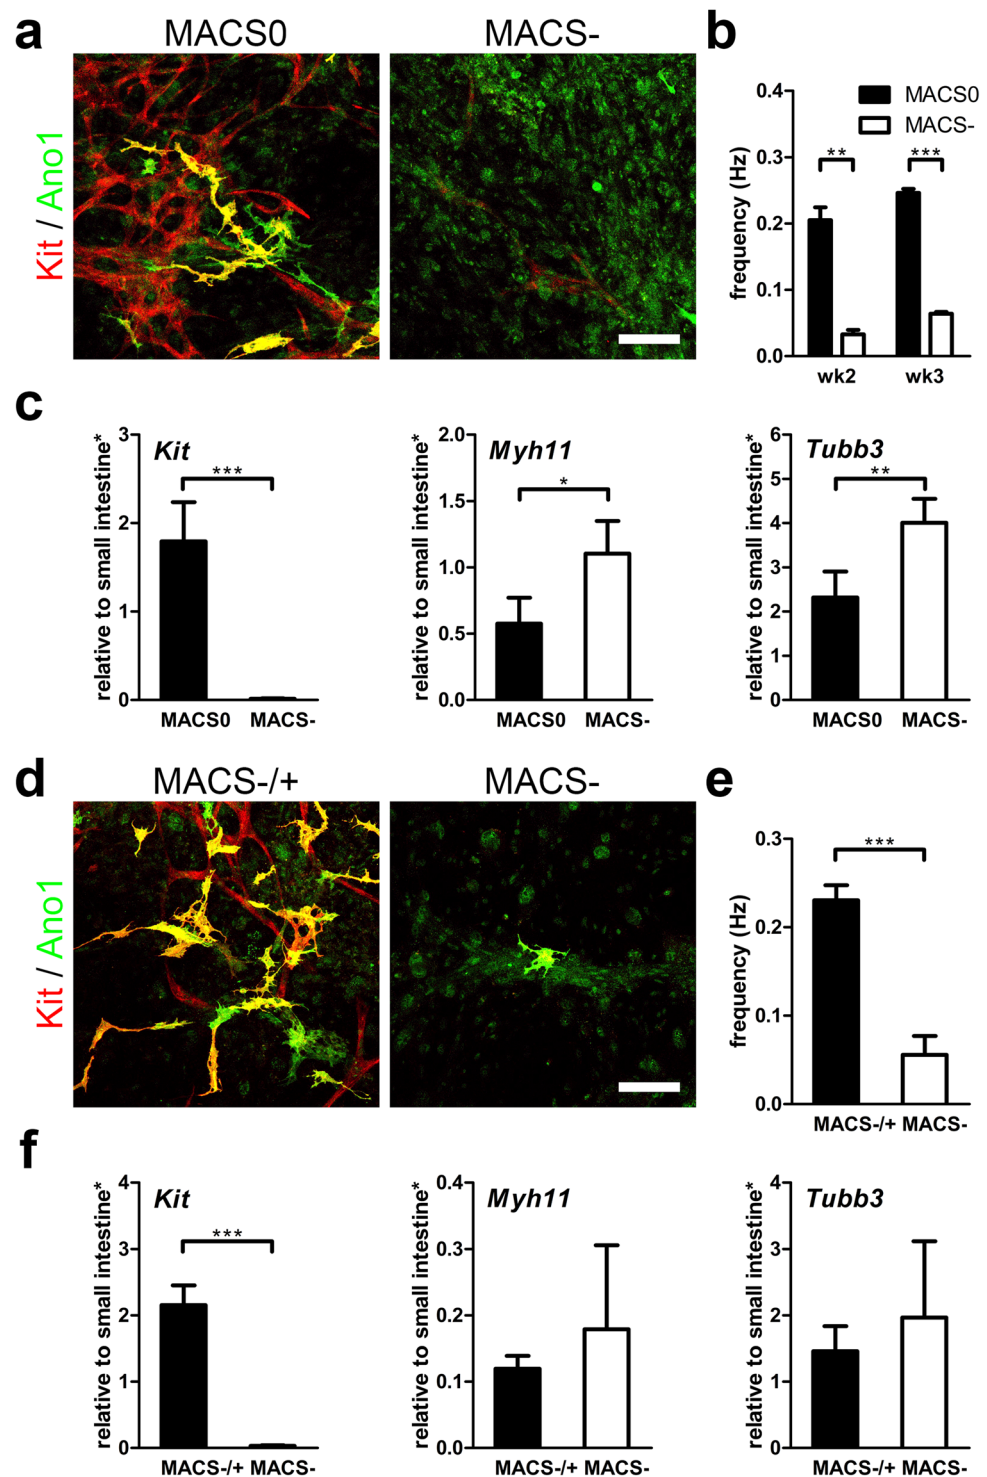 a
MACS0
MACS-
Kit / Ano1
b
MACS0
MACS-
frequency (Hz)
0.4
0.3
0.2
0.1
0.0
**
***
wk2
wk3
c
relative to small intestine*
3
2
1
0
Kit
***
MACS0 MACS-
relative to small intestine*
2.0
1.5
1.0
0.5
0.0
Myh11
*
MACS0 MACS-
relative to small intestine*
6
5
4
3
2
1
0
Tubb3
**
MACS0 MACS-
d
MACS-/+
MACS-
Kit / Ano1
e
frequency (Hz)
0.3
0.2
0.1
0.0
***
MACS-/+ MACS-
f
relative to small intestine*
4
3
2
1
0
Kit
***
MACS-/+ MACS-
relative to small intestine*
0.4
0.3
0.2
0.1
0.0
Myh11
MACS-/+ MACS-
relative to small intestine*
4
3
2
1
0
Tubb3
MACS-/+ MACS-